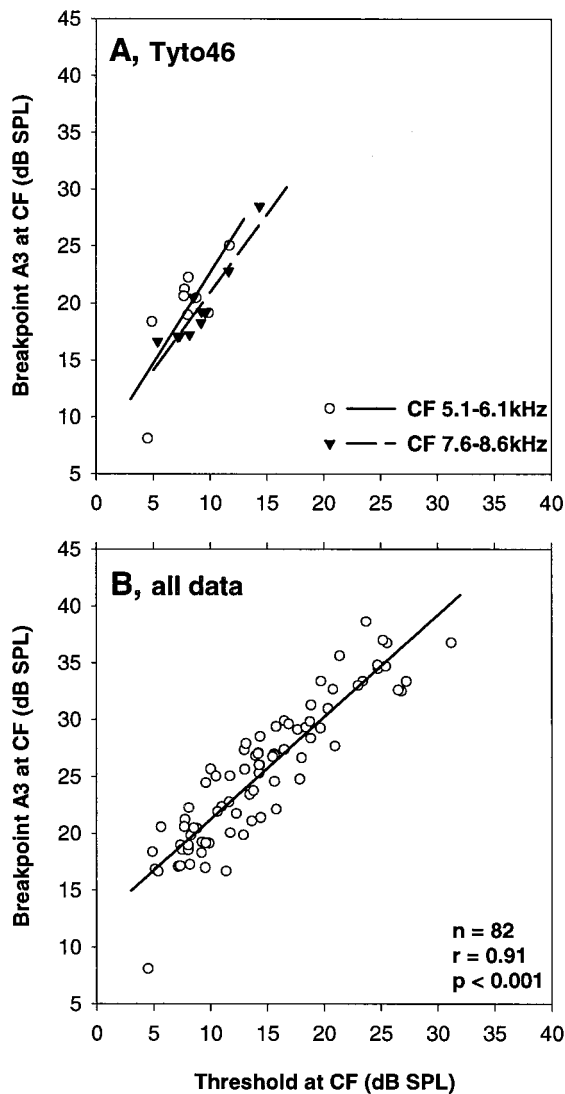 A, Tyto46
Breakpoint A3 at CF (dB SPL)
45
40
35
30
25
20
15
10
5
CF 5.1-6.1kHz
CF 7.6-8.6kHz
0 5 10 15 20 25 30 35 40
B, all data
Breakpoint A3 at CF (dB SPL)
45
40
35
30
25
20
15
10
5
n = 82
r = 0.91
p < 0.001
0 5 10 15 20 25 30 35 40
Threshold at CF (dB SPL)